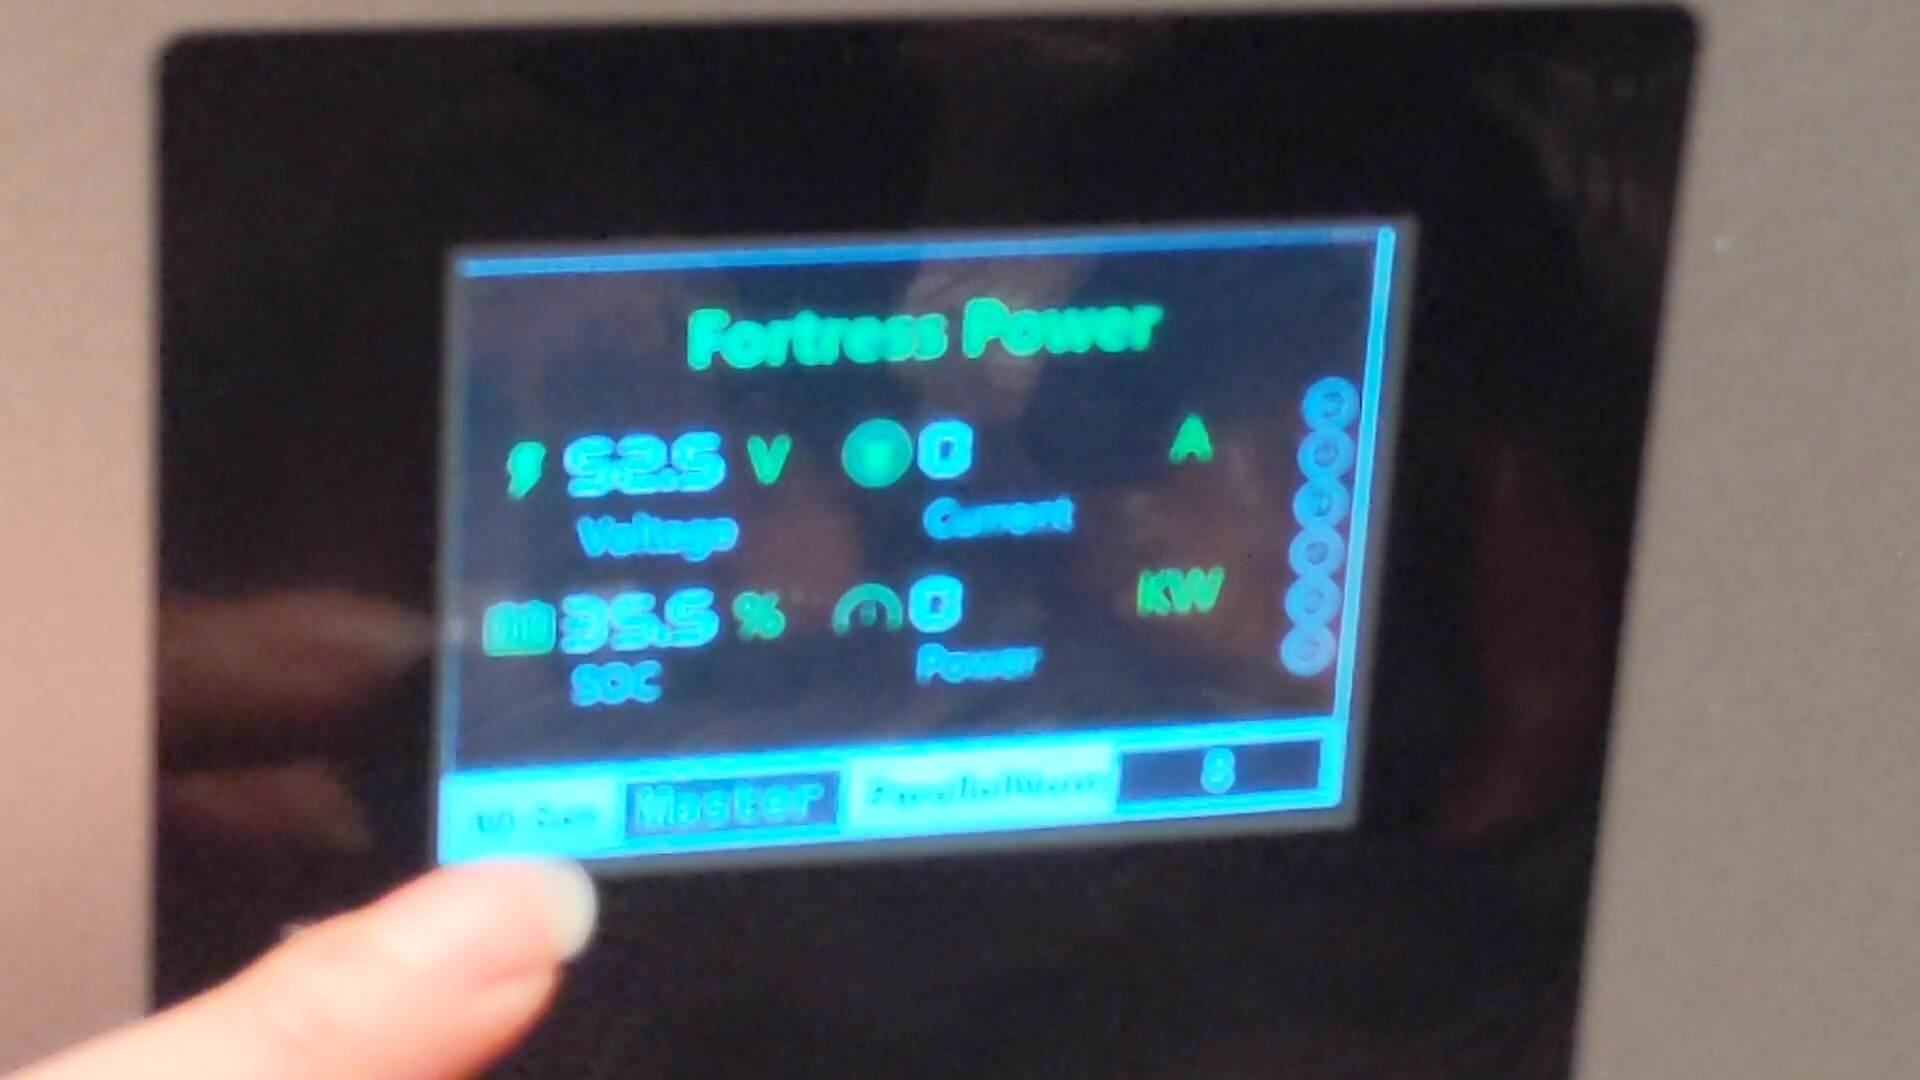 Fortress Power
52.5 V 0 A
Voltage Current
35.5 % 0 KW
SOC Power
Master 8